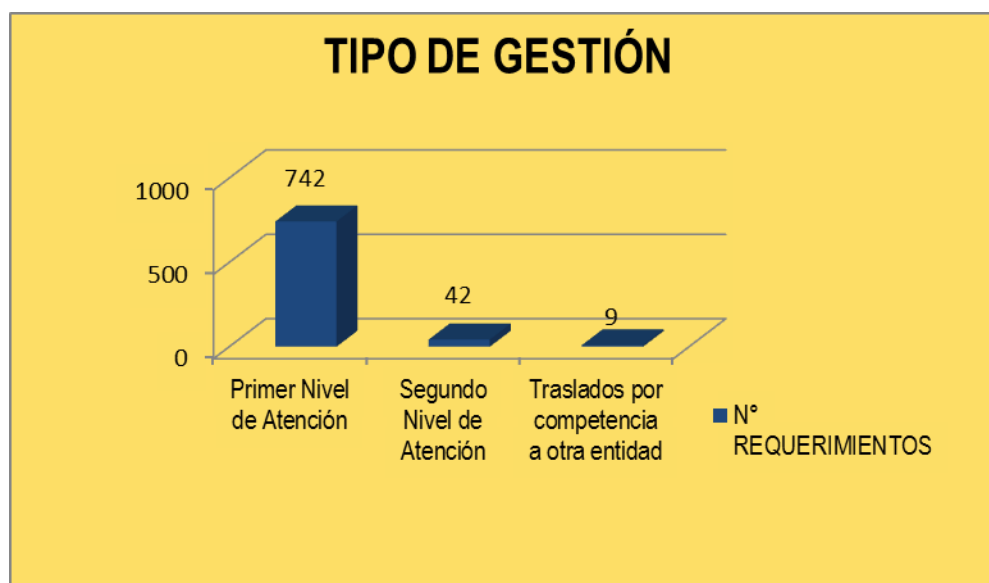 TIPO DE GESTIÓN
742
1000
500
42
9
0
Primer Nivel
de Atención
Segundo
Nivel de
Atención
Traslados por
competencia
a otra entidad
N°
REQUERIMIENTOS